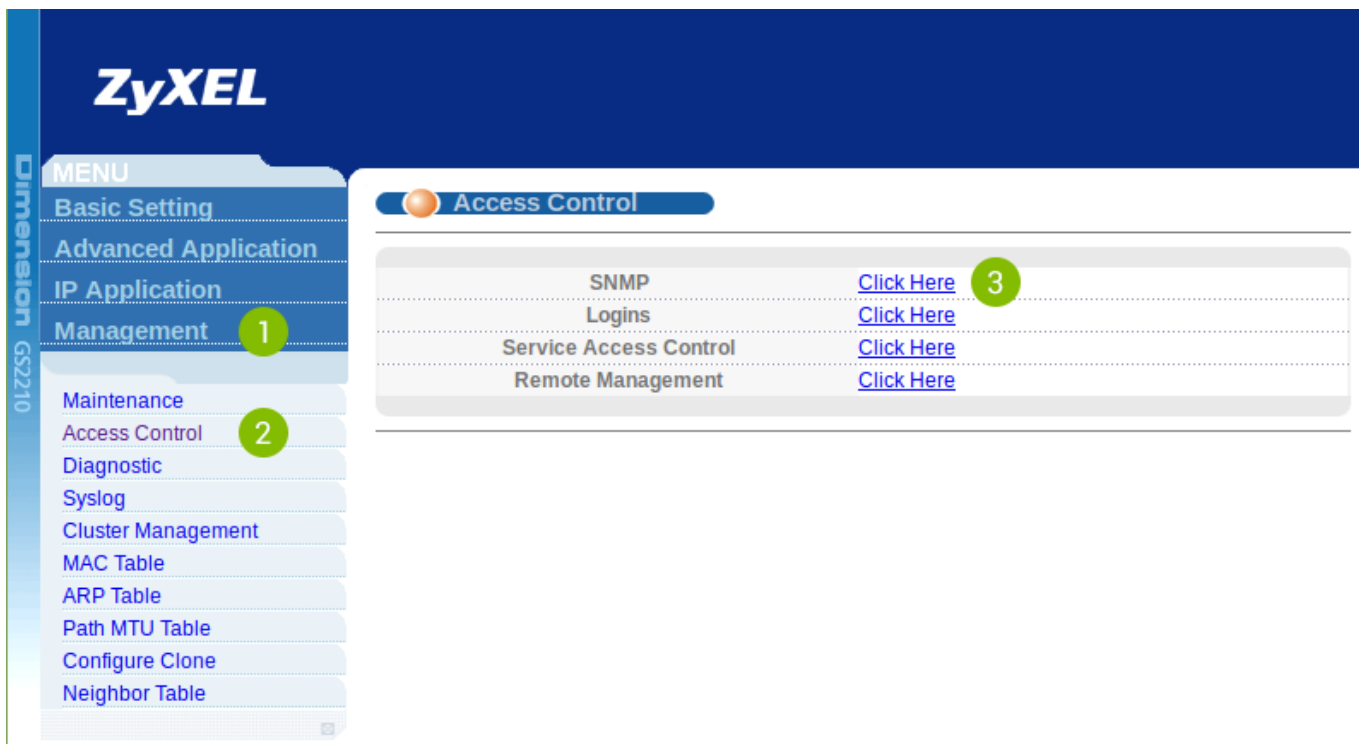 ZyXEL
Dimension GS2210
MENU
Basic Setting
Advanced Application
IP Application
Management 1
Maintenance
Access Control 2
Diagnostic
Syslog
Cluster Management
MAC Table
ARP Table
Path MTU Table
Configure Clone
Neighbor Table
Access Control
SNMP Click Here 3
Logins Click Here
Service Access Control Click Here
Remote Management Click Here